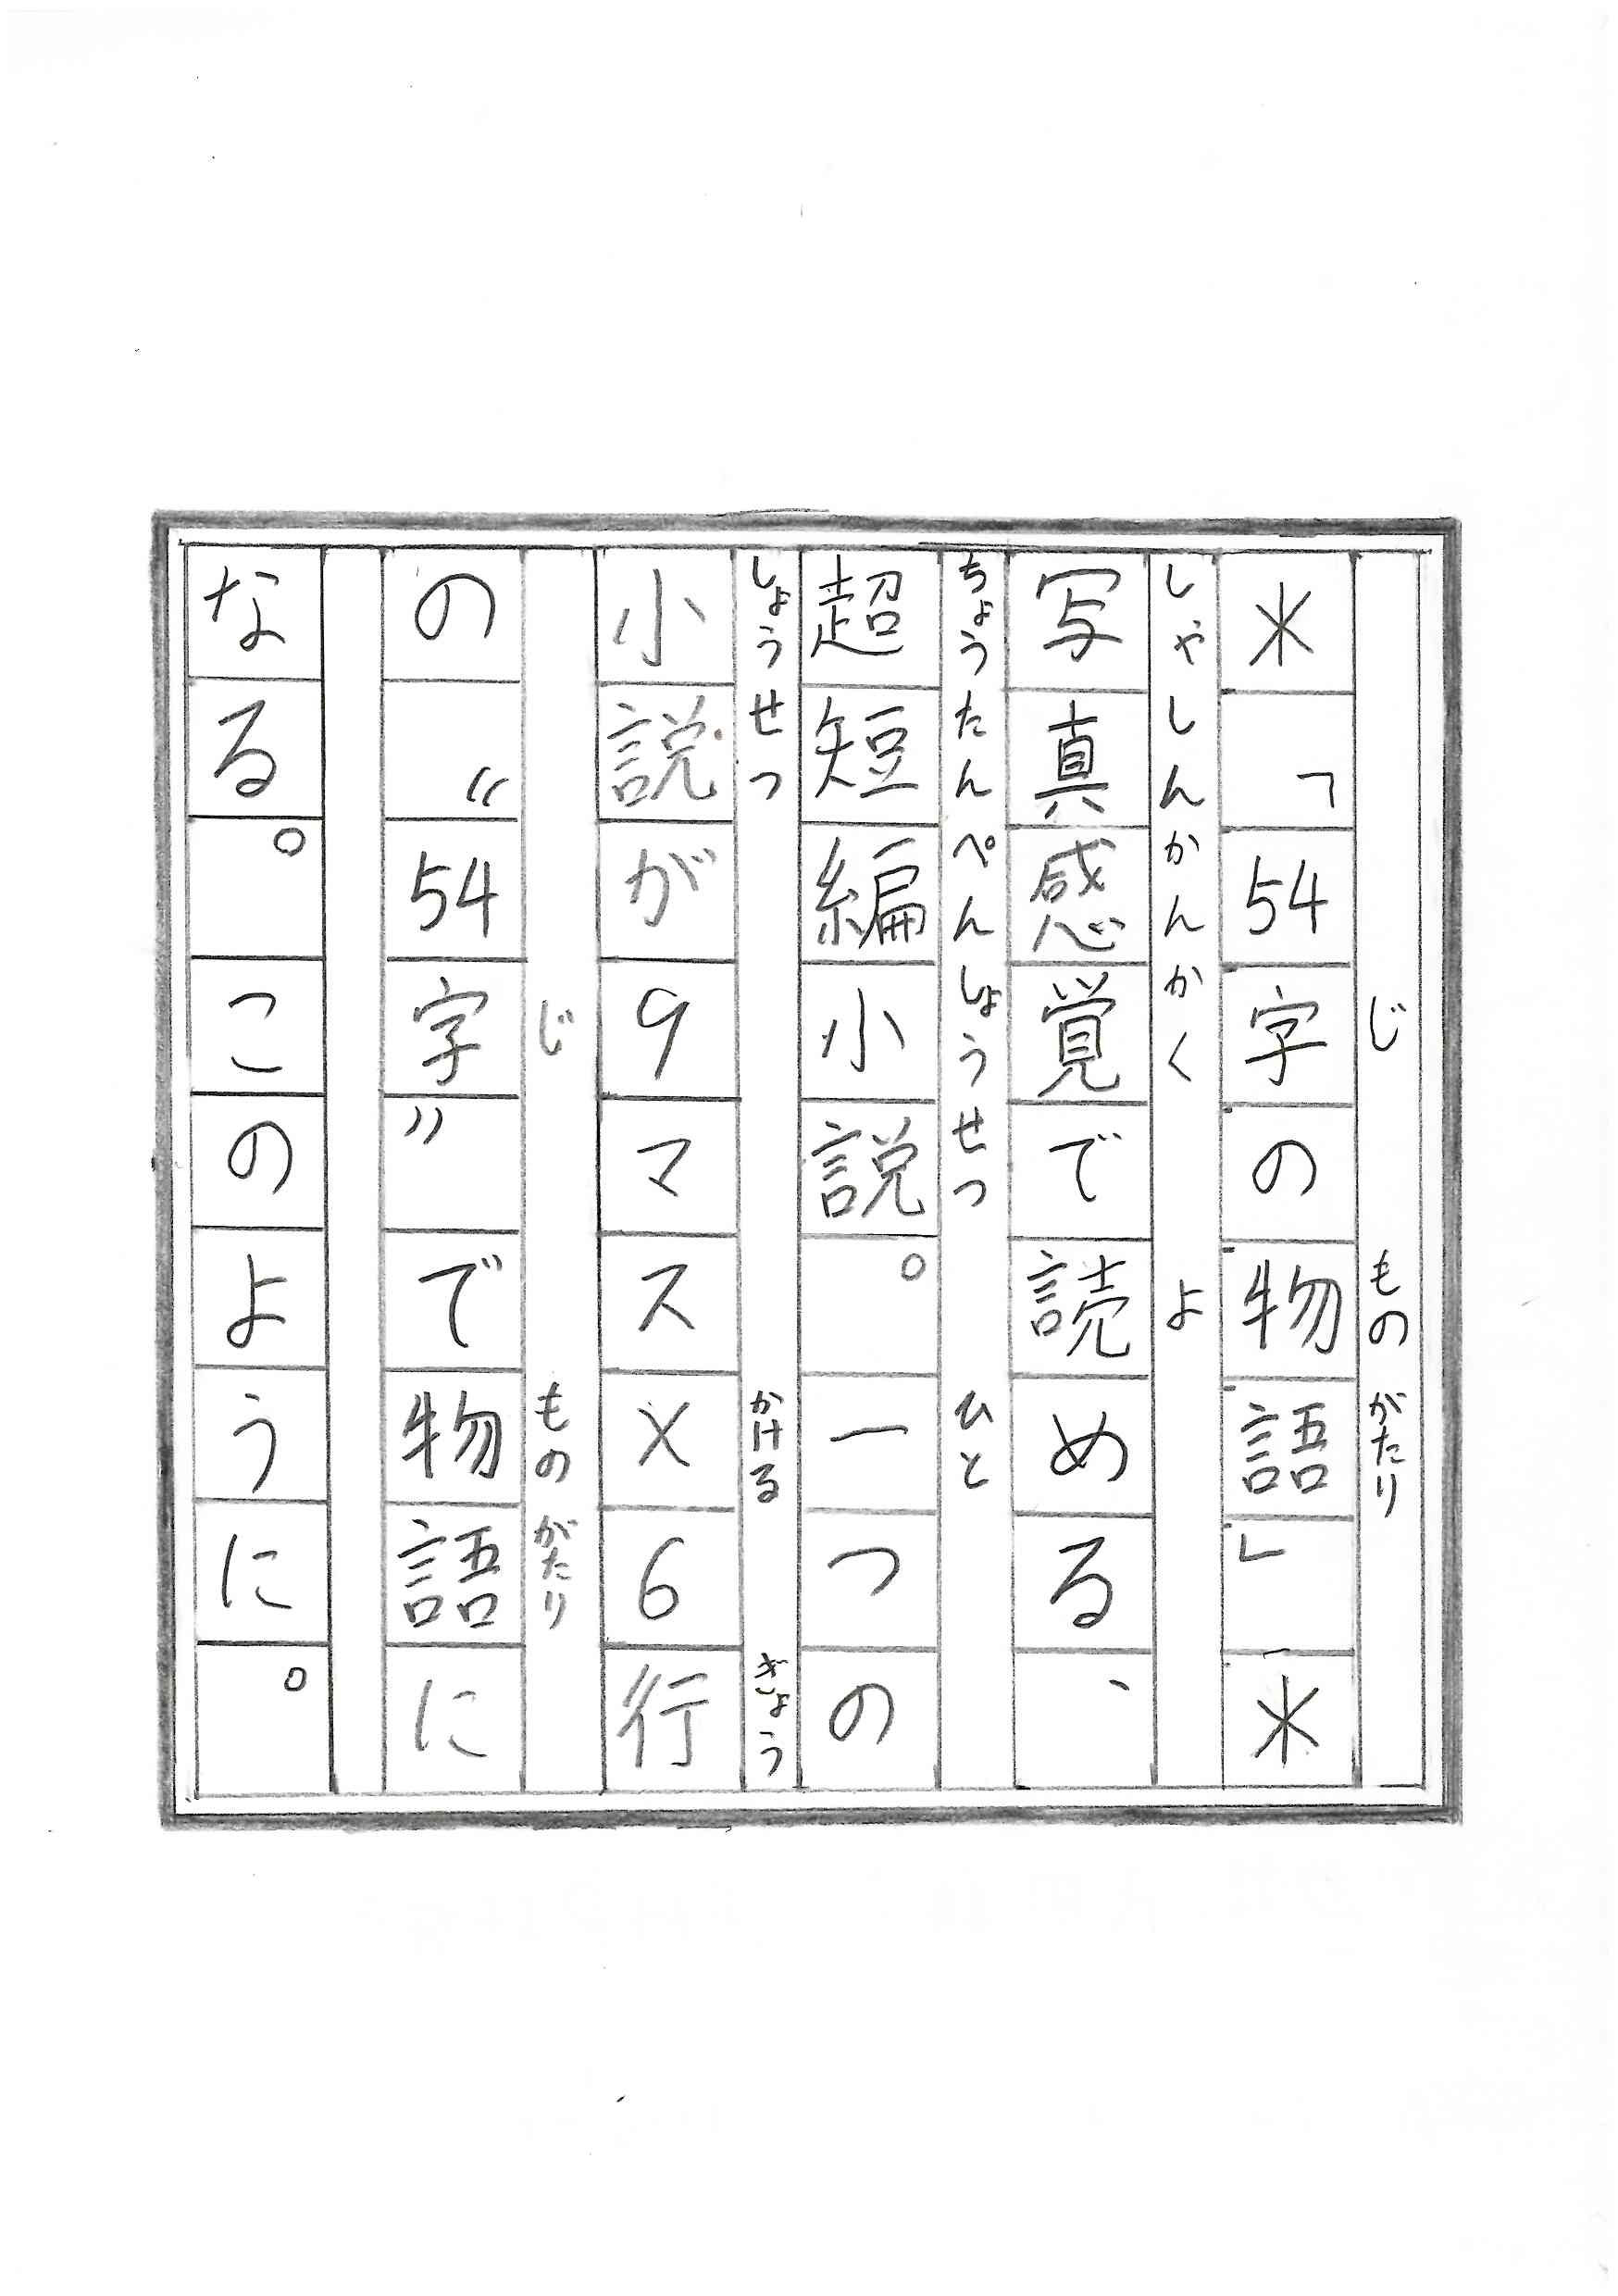 ＊「54字の物語」＊
じ ものがたり
写真感覚で読める、
しゃしんかんかく よ
超短編小説。一つの
ちょうたんぺんしょうせつ ひと
小説が9マス×6行
しょうせつ かける ぎょう
の〝54字〟で物語に
じ ものがたり
なる。このように。